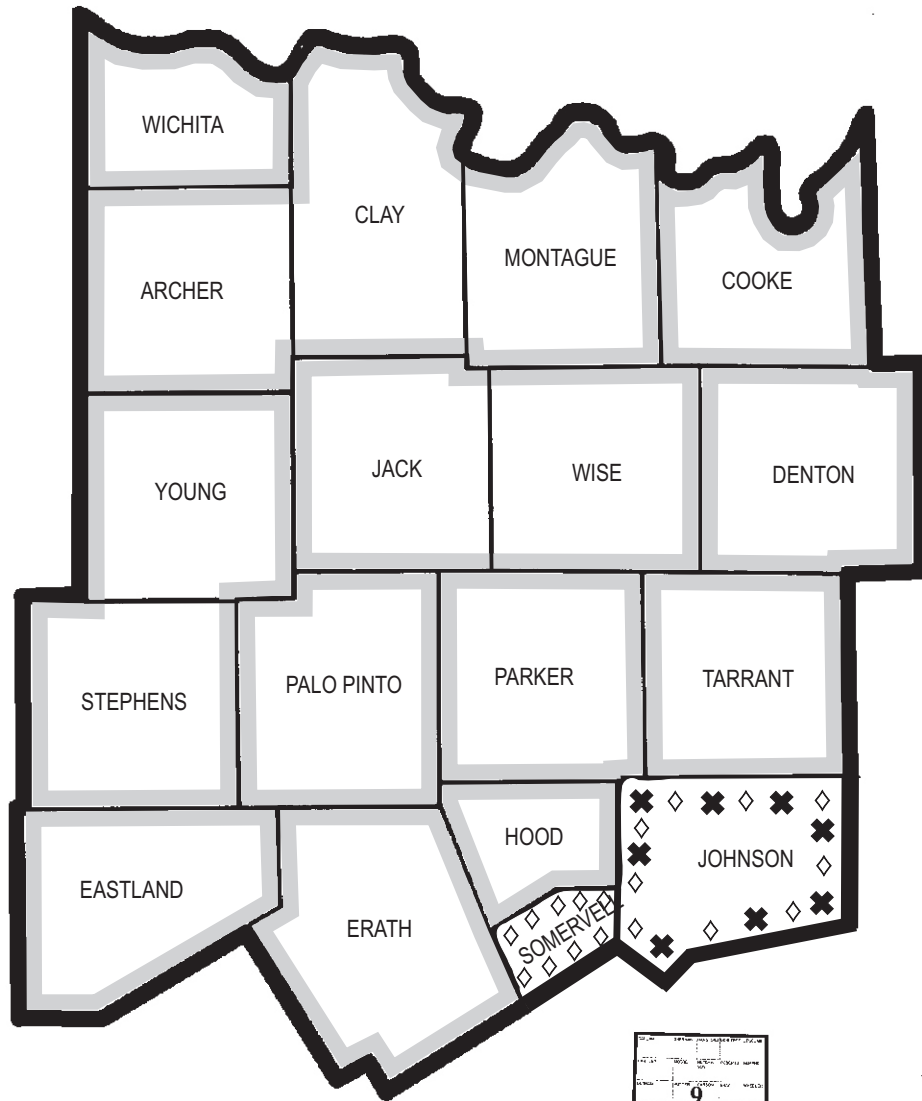 WICHITA
CLAY
MONTAGUE
COOKE
ARCHER
JACK
WISE
DENTON
YOUNG
STEPHENS
PALO PINTO
PARKER
TARRANT
HOOD
JOHNSON
EASTLAND
ERATH
SOMERVEL
9